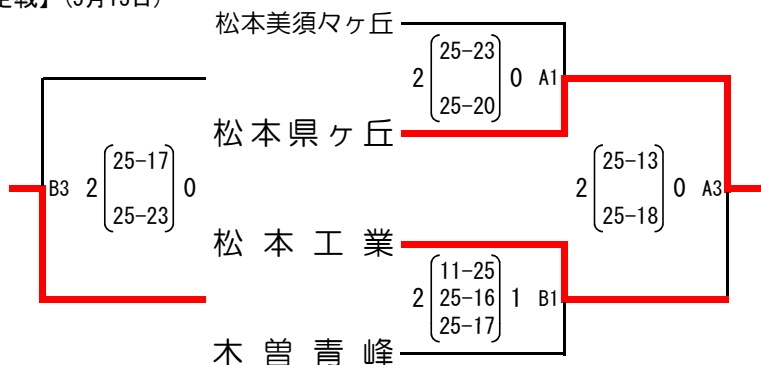 定戦】(9月15日)
松本美須々ヶ丘
2 25-23 0 A1
25-20
松本県ヶ丘
B3 2 25-17 0
25-23
2 25-13 0 A3
25-18
松本工業
11-25
2 25-16 1 B1
25-17
木曽青峰